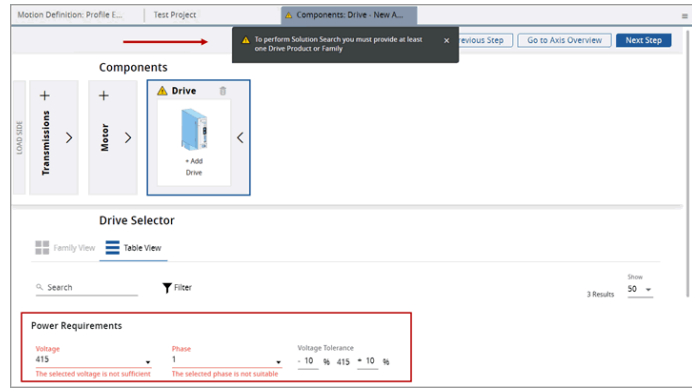 Motion Definition: Profile E...
Test Project
Components: Drive - New A...
To perform Solution Search you must provide at least
one Drive Product or Family
×
revious Step
Go to Axis Overview
Next Step
Components
LOAD SIDE
+
Transmissions
+
Motor
Drive
+ Add
Drive
Drive Selector
Family View
Table View
Search
Filter
3 Results
Show
50
Power Requirements
Voltage
415
The selected voltage is not sufficient
Phase
1
The selected phase is not suitable
Voltage Tolerance
- 10 % 415 + 10 %